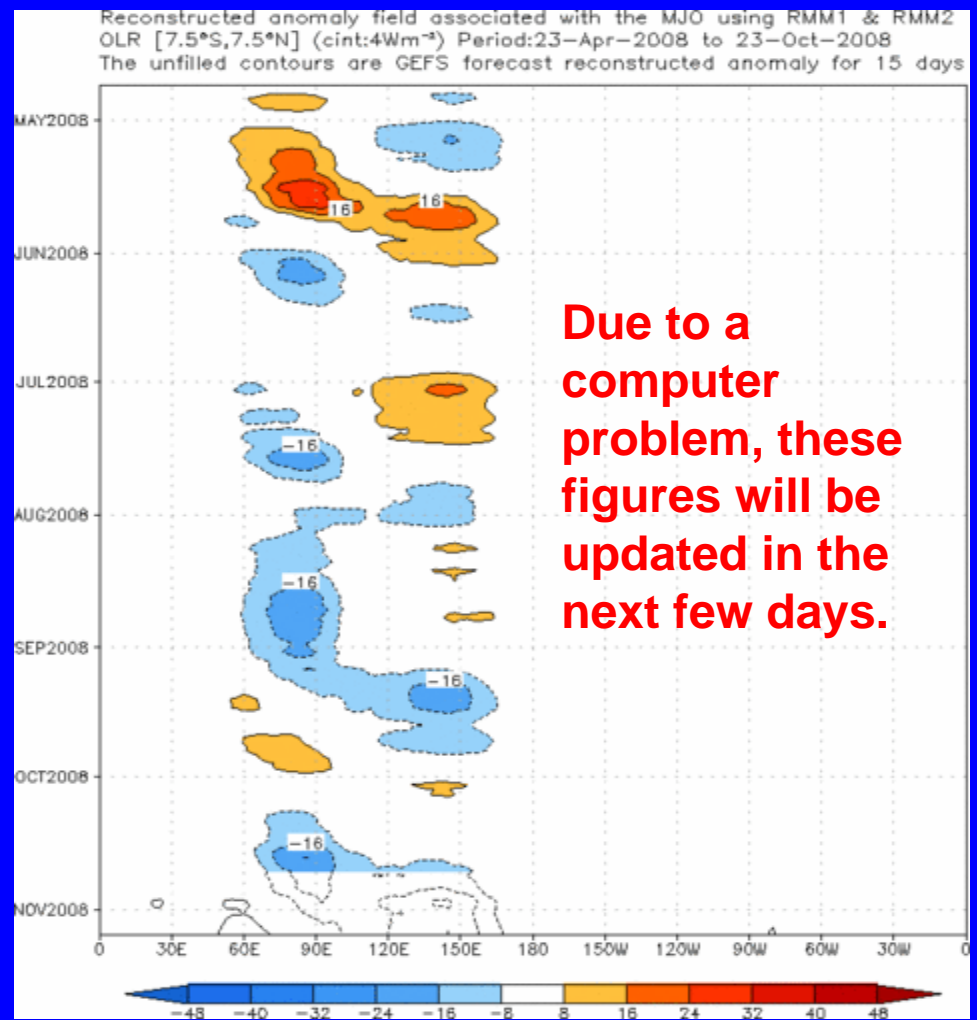 Reconstructed anomaly field associated with the MJO using RMM1 & RMM2
OLR [7.5°S,7.5°N] (cint:4Wm⁻²) Period:23-Apr-2008 to 23-Oct-2008
The unfilled contours are GEFS forecast reconstructed anomaly for 15 days
MAY2008
16
16
JUN2008
Due to a
computer
problem, these
figures will be
updated in the
next few days.
JUL2008
-16
AUG2008
-16
SEP2008
-16
OCT2008
-16
NOV2008
0 30E 60E 90E 120E 150E 180 150W 120W 90W 60W 30W 0
-48 -40 -32 -24 -16 -8 8 16 24 32 40 48